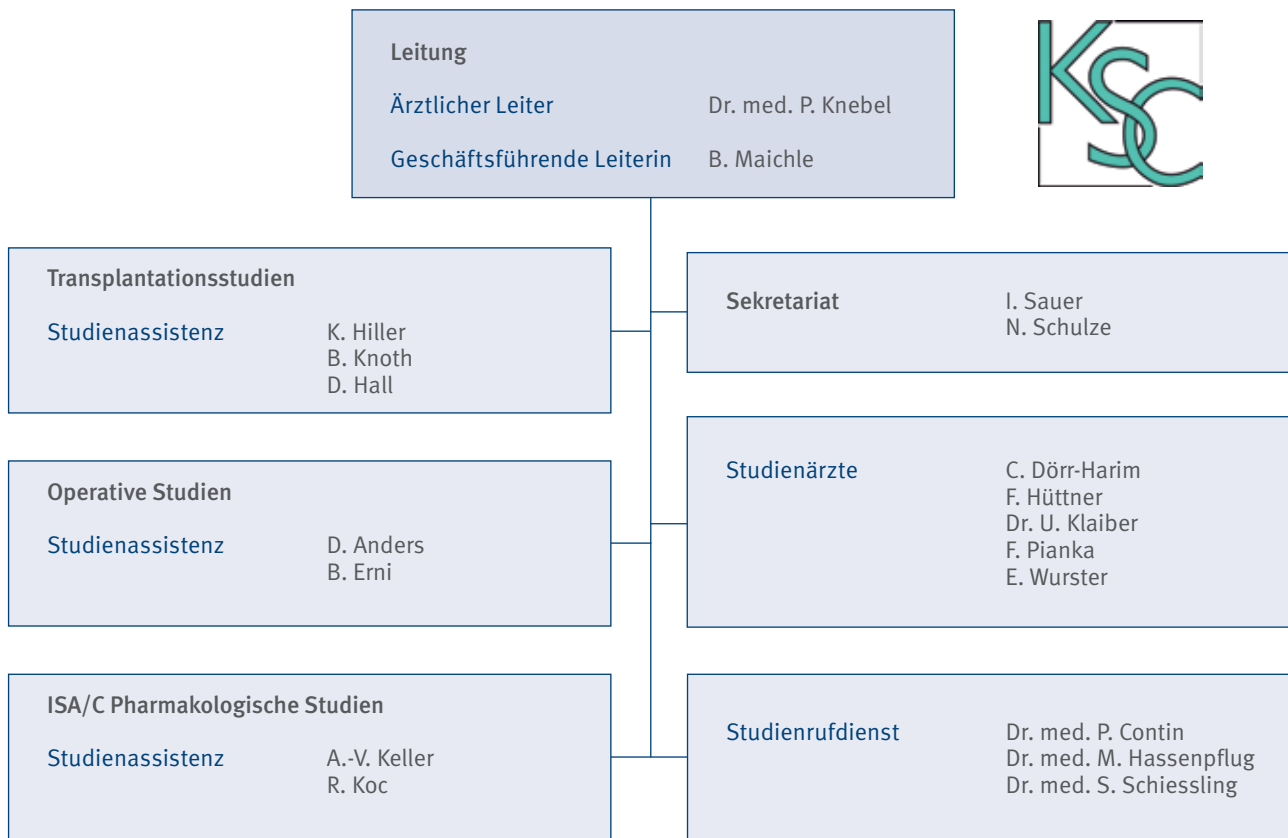 Leitung
Ärztlicher Leiter Dr. med. P. Knebel
Geschäftsführende Leiterin B. Maichle
KSC
Transplantationsstudien
Studienassistenz K. Hiller
B. Knoth
D. Hall
Sekretariat I. Sauer
N. Schulze
Operative Studien
Studienassistenz D. Anders
B. Erni
Studienärzte C. Dörr-Harim
F. Hüttner
Dr. U. Klaiber
F. Pianka
E. Wurster
ISA/C Pharmakologische Studien
Studienassistenz A.-V. Keller
R. Koc
Studienrufdienst Dr. med. P. Contin
Dr. med. M. Hassenpflug
Dr. med. S. Schiessling